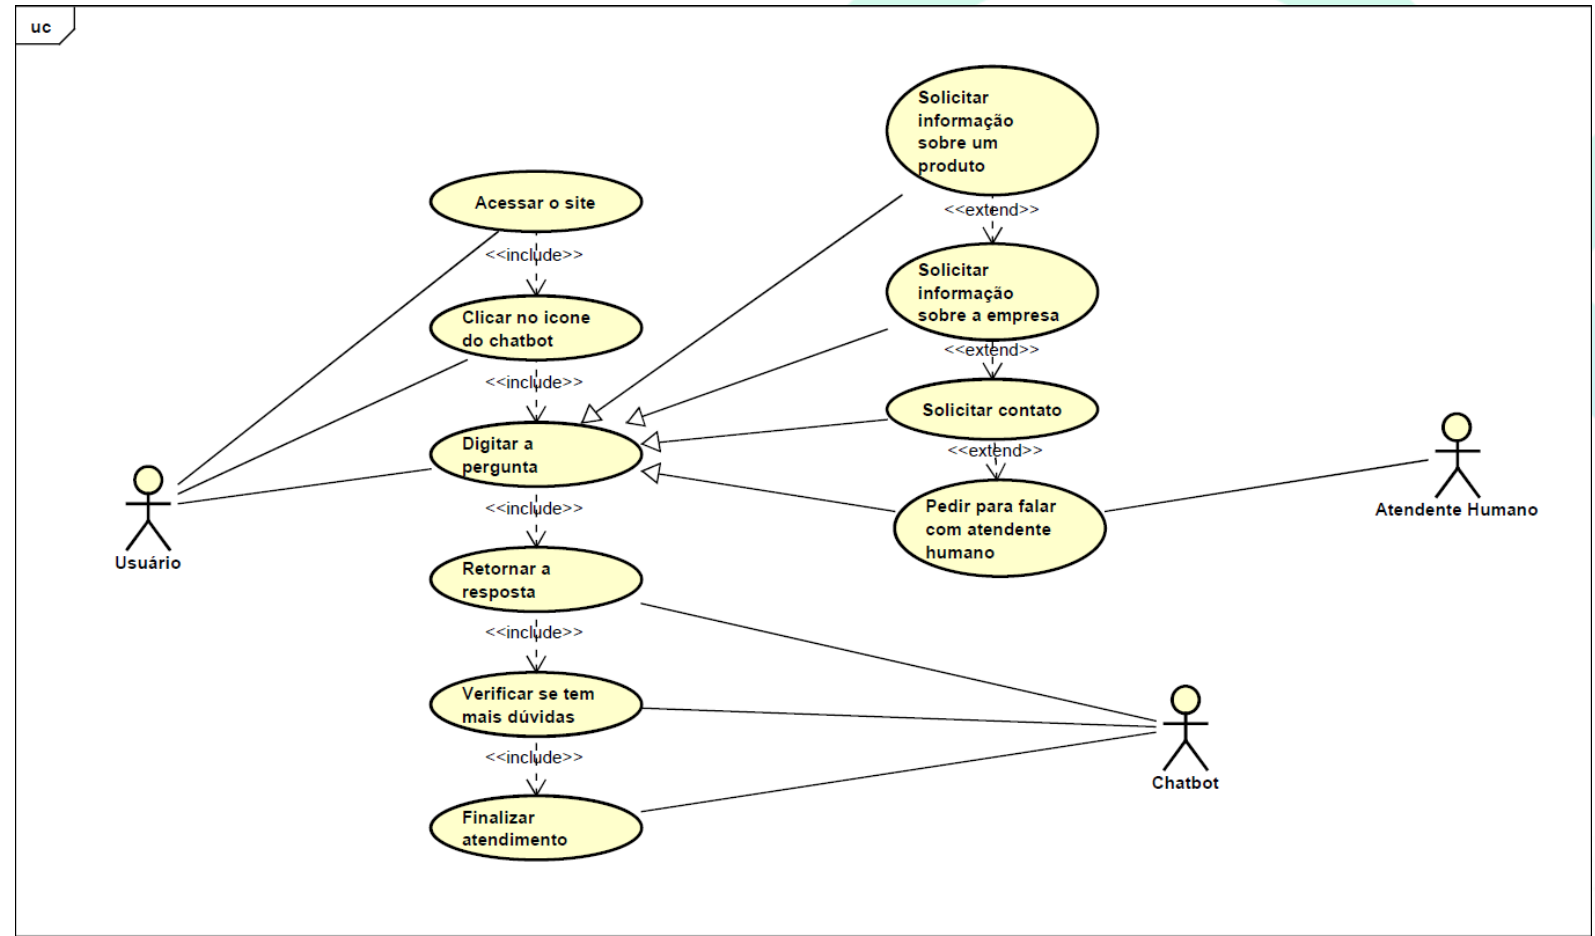 uc
Solicitar
informação
sobre um
produto
Acessar o site
<<extend>>
<<include>>
Solicitar
informação
sobre a empresa
Clicar no icone
do chatbot
<<extend>>
<<include>>
Solicitar contato
Digitar a
pergunta
<<extend>>
Pedir para falar
com atendente
humano
Atendente Humano
<<include>>
Usuário
Retornar a
resposta
<<include>>
Verificar se tem
mais dúvidas
<<include>>
Chatbot
Finalizar
atendimento